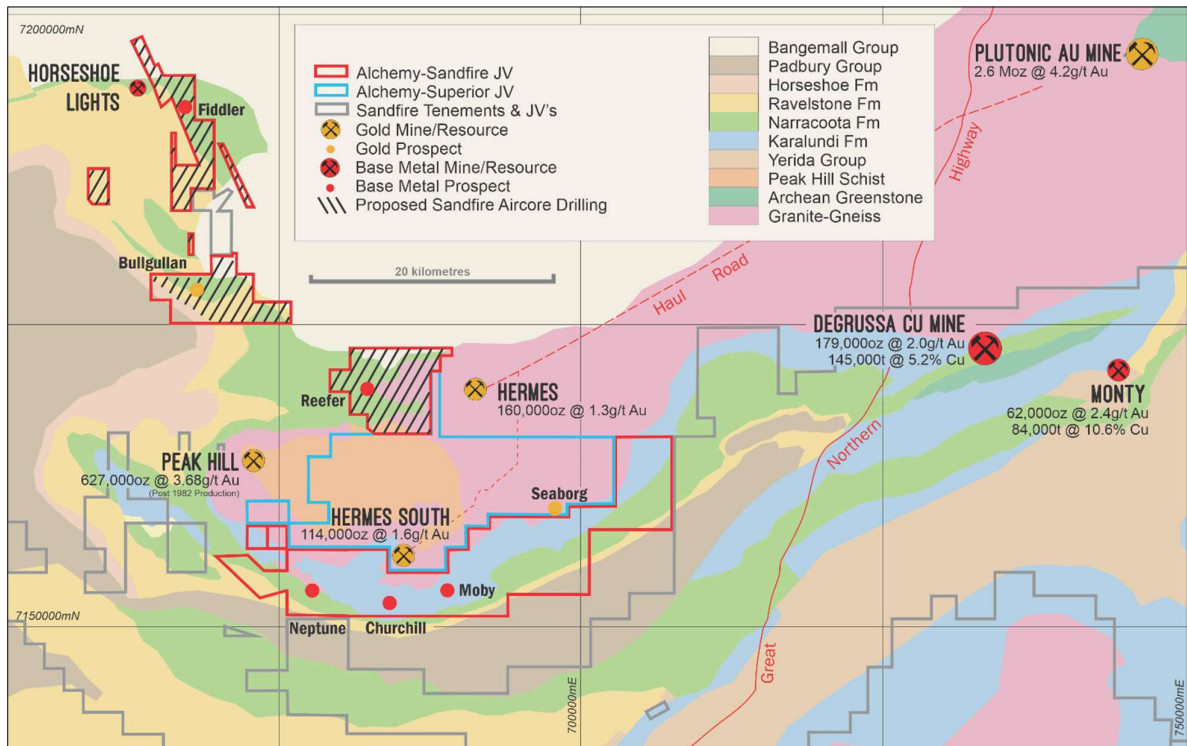 7200000mN
HORSESHOE
LIGHTS
Fiddler
Bullgullan
Alchemy-Sandfire JV
Alchemy-Superior JV
Sandfire Tenements & JV's
Gold Mine/Resource
Gold Prospect
Base Metal Mine/Resource
Base Metal Prospect
Proposed Sandfire Aircore Drilling
Bangemall Group
Padbury Group
Horseshoe Fm
Ravelstone Fm
Narracoota Fm
Karalundi Fm
Yerida Group
Peak Hill Schist
Archean Greenstone
Granite-Gneiss
20 kilometres
PLUTONIC AU MINE
2.6 Moz @ 4.2g/t Au
Highway
Haul Road
DEGRUSSA CU MINE
179,000oz @ 2.0g/t Au
145,000t @ 5.2% Cu
MONTY
62,000oz @ 2.4g/t Au
84,000t @ 10.6% Cu
Reefer
HERMES
160,000oz @ 1.3g/t Au
Northern
PEAK HILL
627,000oz @ 3.68g/t Au
(Post 1982 Production)
Seaborg
HERMES SOUTH
114,000oz @ 1.6g/t Au
Moby
Neptune
Churchill
7150000mN
Great
700000mE
750000mE